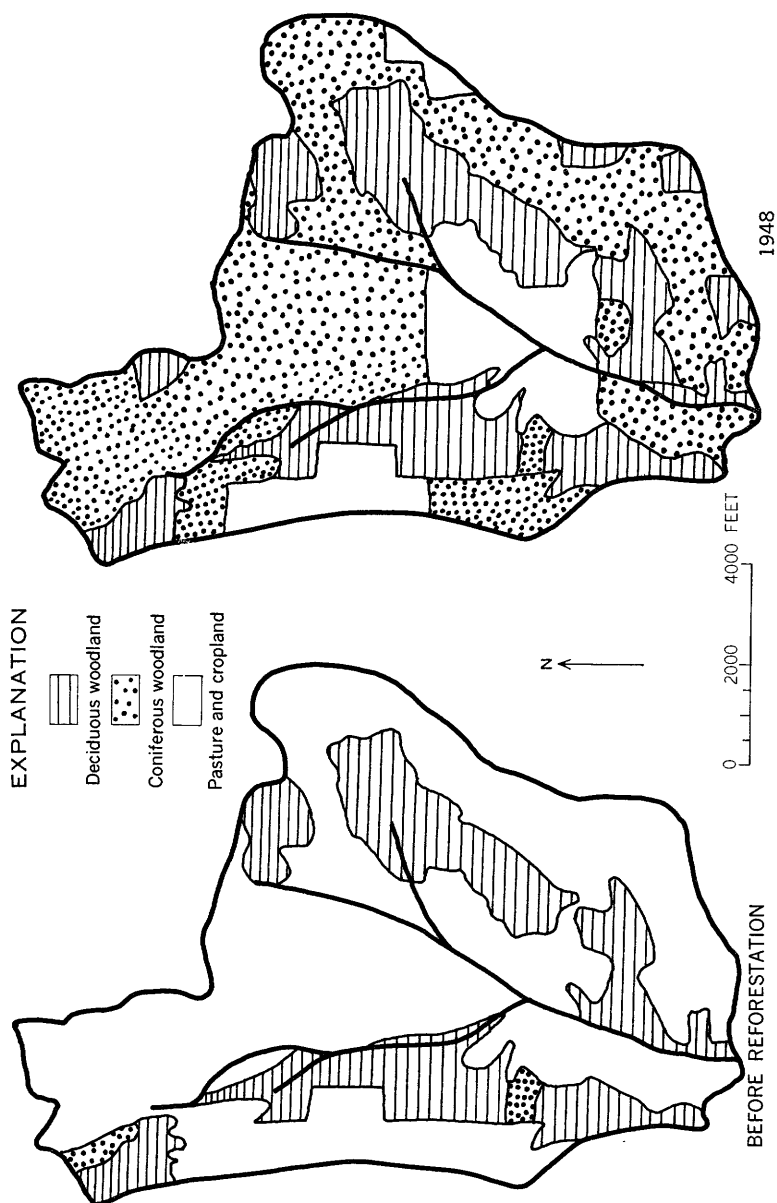 EXPLANATION
Deciduous woodland
Coniferous woodland
Pasture and cropland
N
0 2000 4000 FEET
BEFORE REFORESTATION
1948